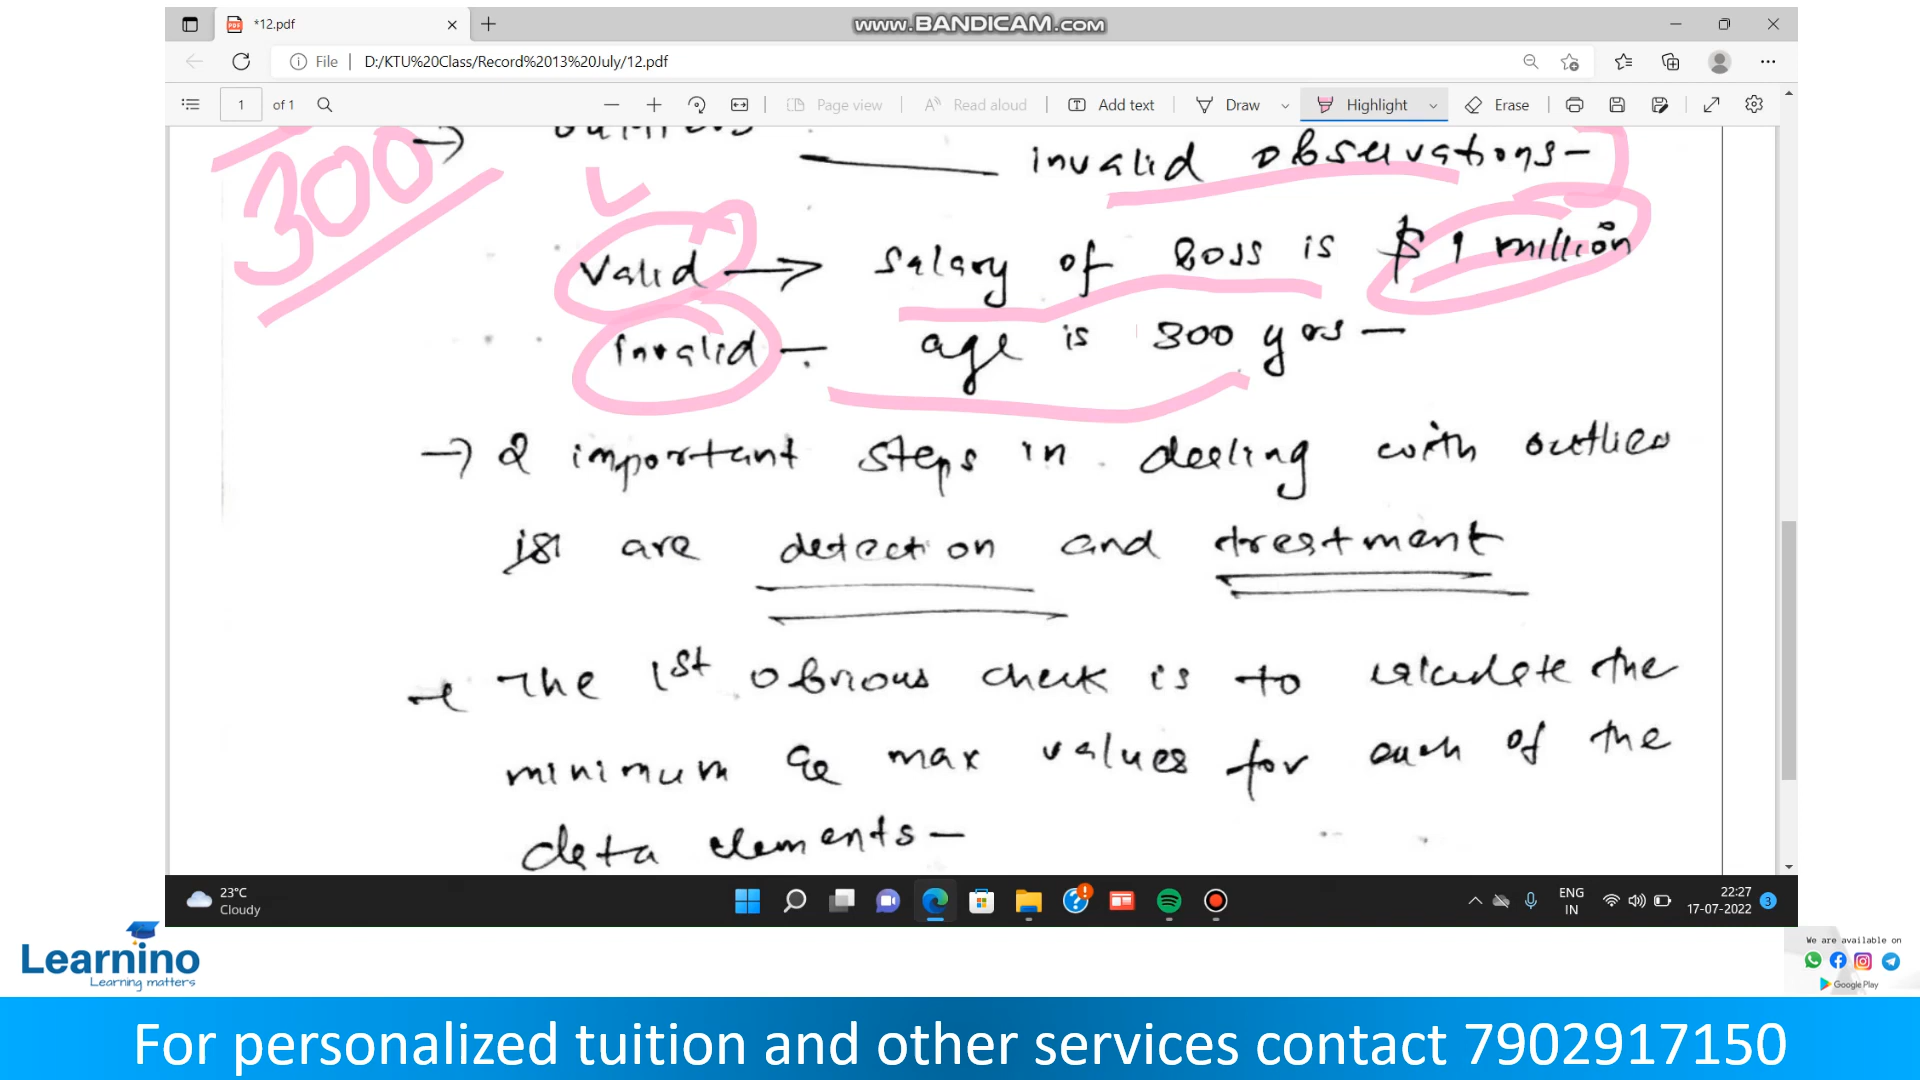 *12.pdf
www.BANDICAM.com
File | D:/KTU%20Class/Record%2013%20July/12.pdf
1 of 1
Page view
Read aloud
Add text
Draw
Highlight
Erase
300
invalid observations-
Valid → Salary of Boss is $ 1 million
invalid - age is 300 yrs -
→ 2 important steps in dealing with outlies
are detection and treatment
The 1st obvious check is to calculate the
minimum & max values for each of the
data elements-
23°C
Cloudy
ENG
IN
22:27
17-07-2022
3
Learnino
Learning matters
We are available on
Google Play
For personalized tuition and other services contact 7902917150